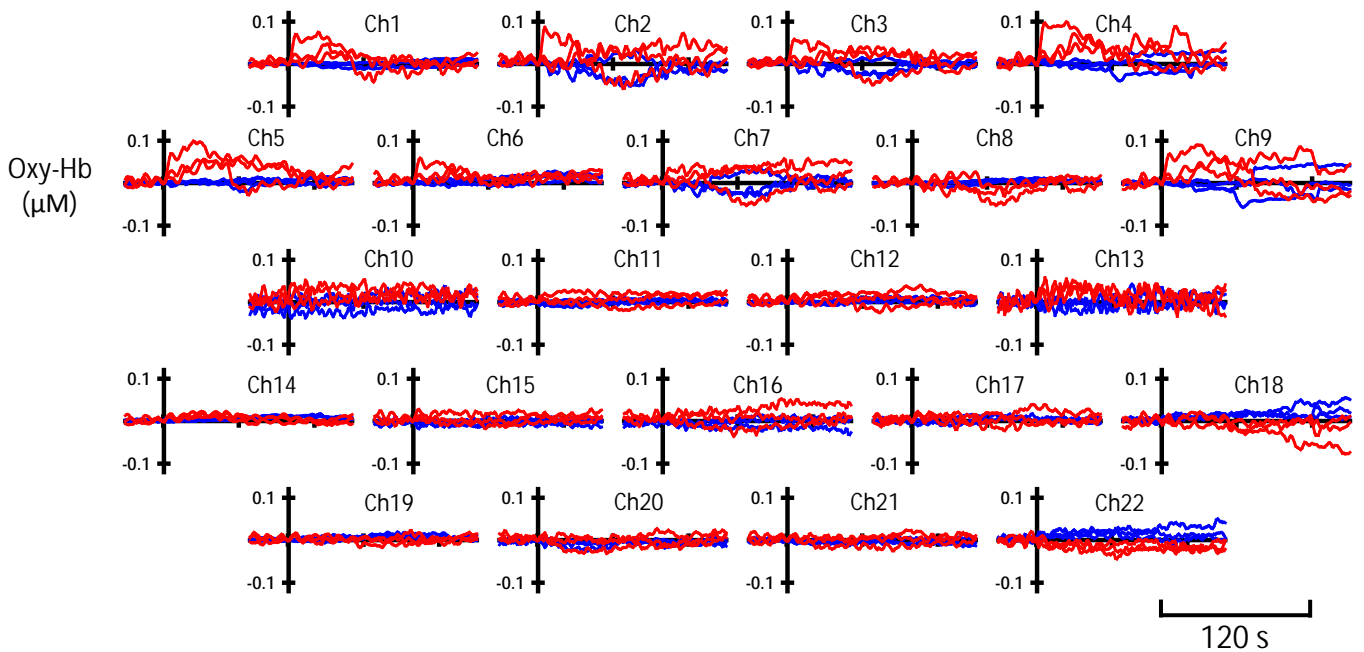 0.1 Ch1 0.1 Ch2 0.1 Ch3 0.1 Ch4
-0.1 -0.1 -0.1 -0.1
0.1 Ch5 0.1 Ch6 0.1 Ch7 0.1 Ch8 0.1 Ch9
Oxy-Hb
(μM)
-0.1 -0.1 -0.1 -0.1 -0.1
0.1 Ch10 0.1 Ch11 0.1 Ch12 0.1 Ch13
-0.1 -0.1 -0.1 -0.1
0.1 Ch14 0.1 Ch15 0.1 Ch16 0.1 Ch17 0.1 Ch18
-0.1 -0.1 -0.1 -0.1 -0.1
0.1 Ch19 0.1 Ch20 0.1 Ch21 0.1 Ch22
-0.1 -0.1 -0.1 -0.1
120 s